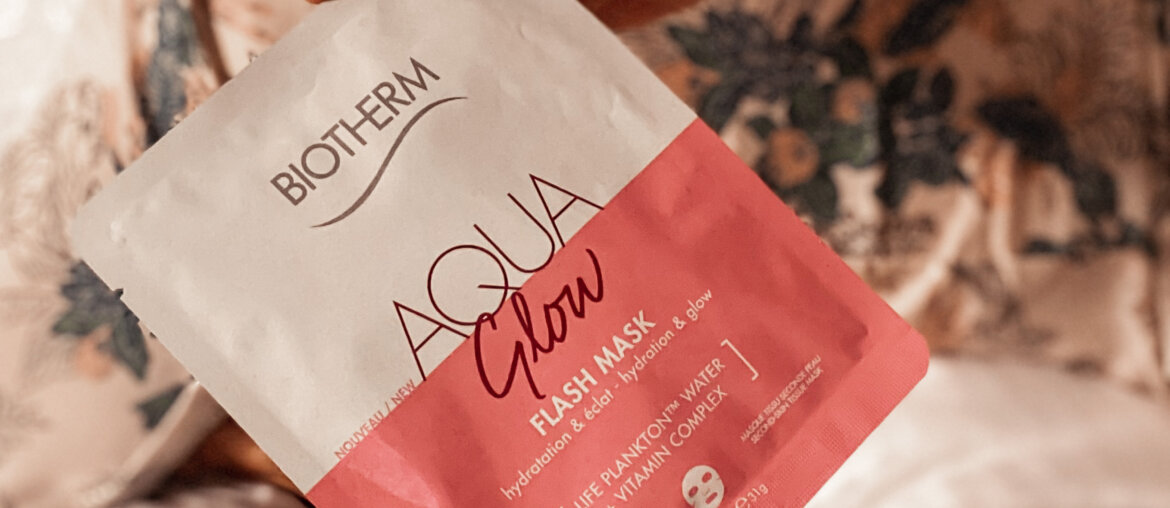 BIOTHERM
AQUA
Glow
NOUVEAU / NEW
FLASH MASK
hydratation & éclat - hydration & glow
LIFE PLANKTON™ WATER
+ VITAMIN COMPLEX
MASQUE TISSU SECONDE PEAU
SECOND-SKIN TISSUE MASK
31g